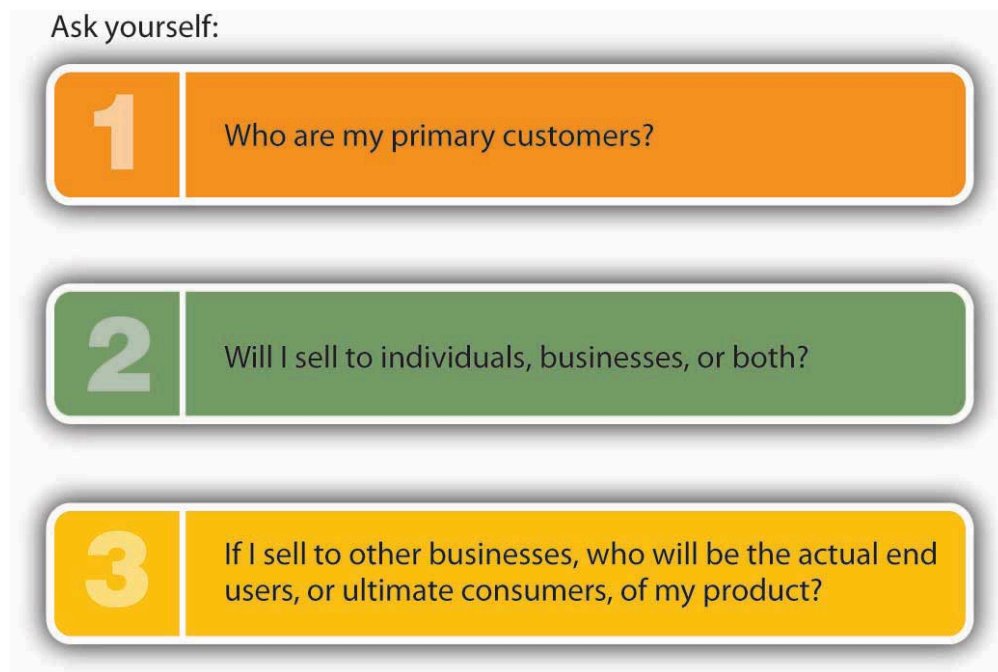 Ask yourself:
1
Who are my primary customers?
2
Will I sell to individuals, businesses, or both?
3
If I sell to other businesses, who will be the actual end
users, or ultimate consumers, of my product?